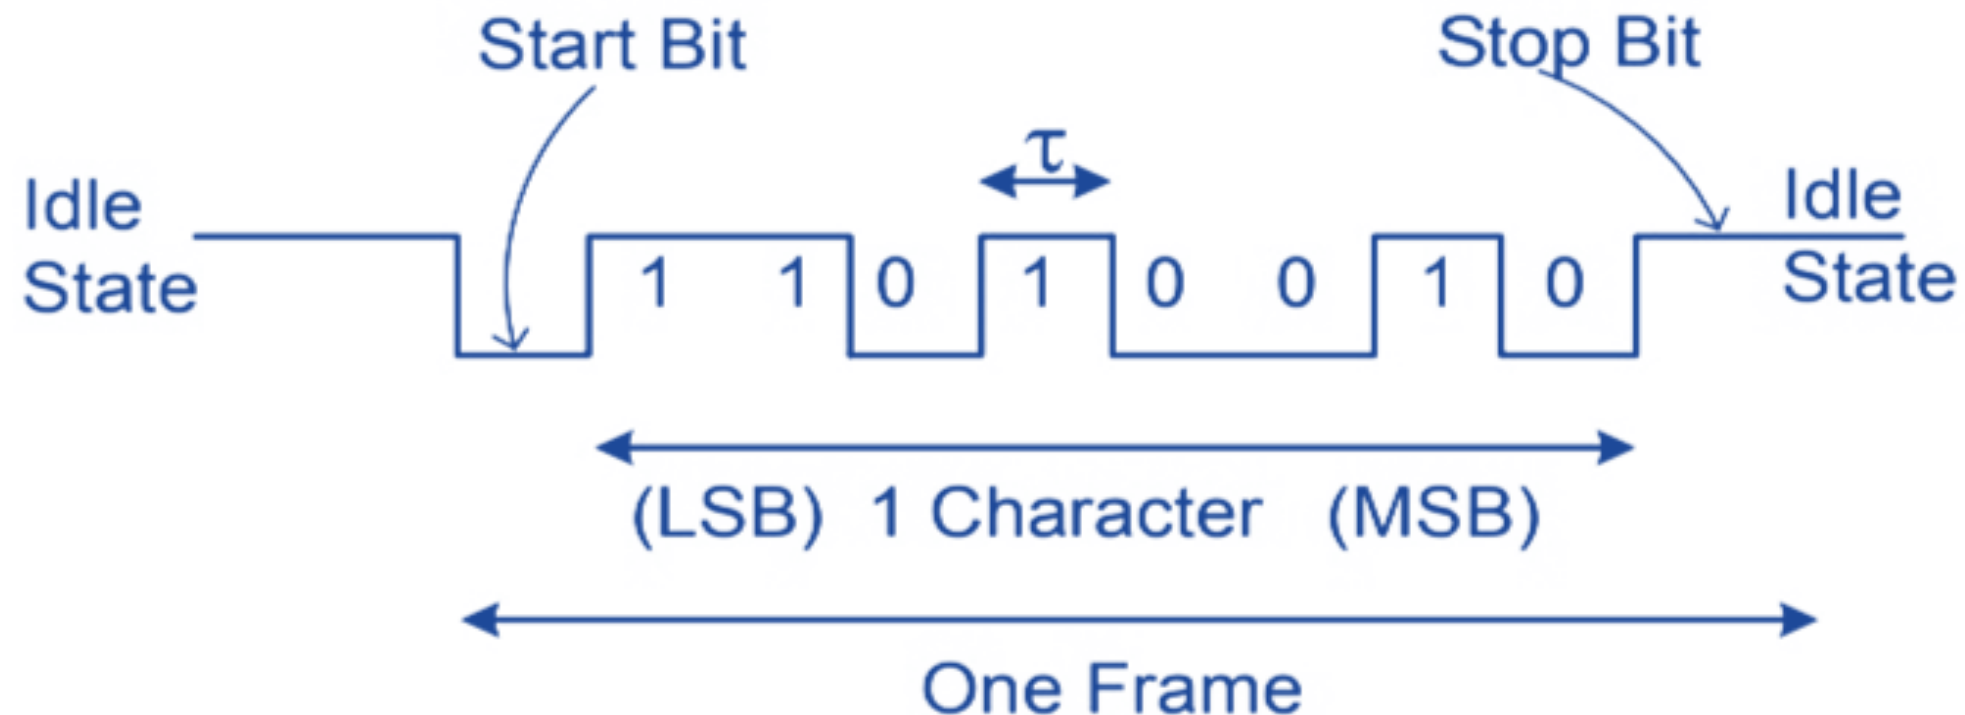 Start Bit
Stop Bit
τ
Idle
State
Idle
State
1 1 0 1 0 0 1 0
(LSB) 1 Character (MSB)
One Frame